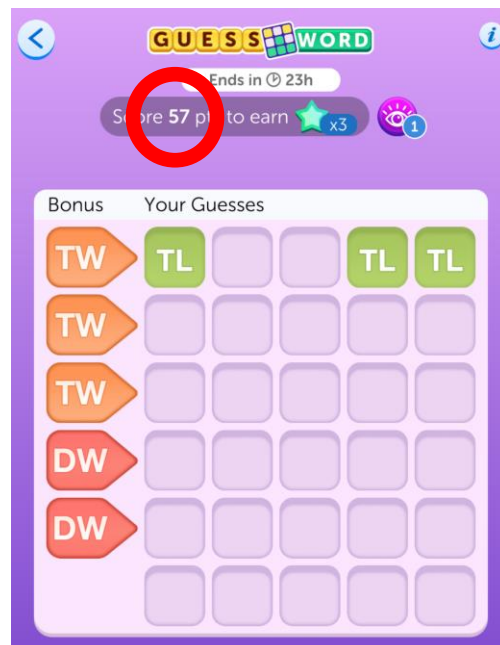 GUESS WORD
i
Ends in 23h
Score 57 pts to earn x3 1
Bonus Your Guesses
TW TL TL TL
TW
TW
DW
DW